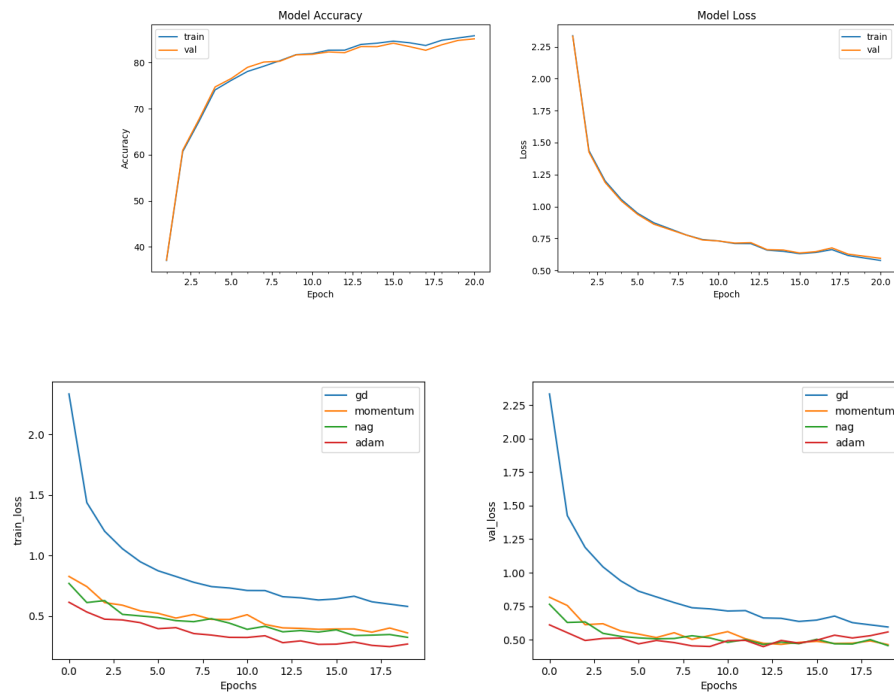 Model Accuracy
train
val
80
70
60
50
40
Accuracy
2.5 5.0 7.5 10.0 12.5 15.0 17.5 20.0
Epoch
Model Loss
train
val
2.25
2.00
1.75
1.50
1.25
1.00
0.75
0.50
Loss
2.5 5.0 7.5 10.0 12.5 15.0 17.5 20.0
Epoch
gd
momentum
nag
adam
2.0
1.5
1.0
0.5
train_loss
0.0 2.5 5.0 7.5 10.0 12.5 15.0 17.5
Epochs
gd
momentum
nag
adam
2.25
2.00
1.75
1.50
1.25
1.00
0.75
0.50
val_loss
0.0 2.5 5.0 7.5 10.0 12.5 15.0 17.5
Epochs